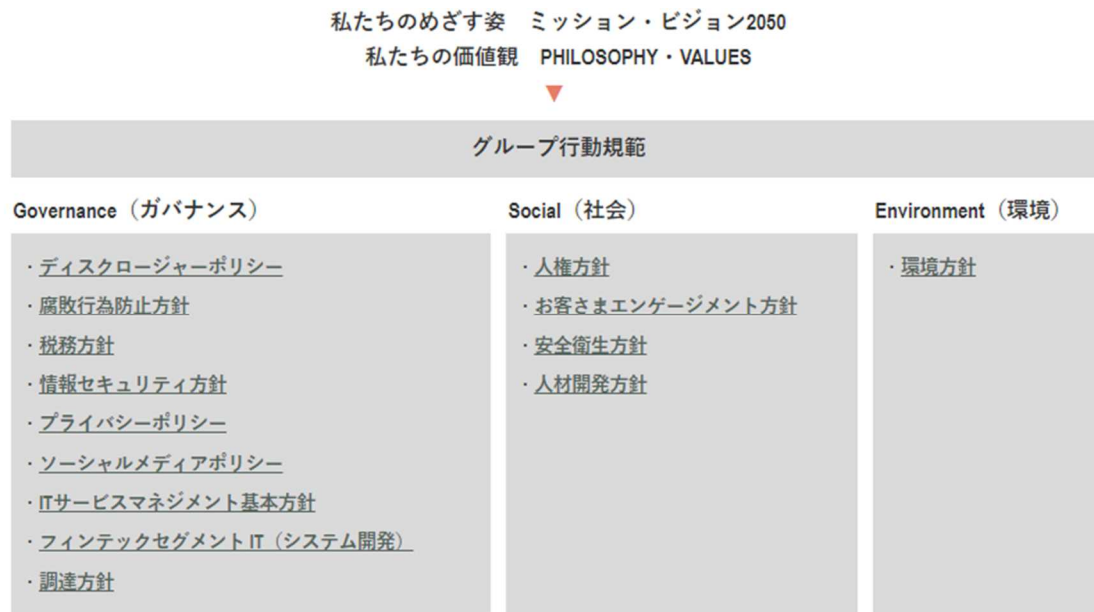 私たちのめざす姿　ミッション・ビジョン2050
私たちの価値観　PHILOSOPHY・VALUES
▼
グループ行動規範
Governance（ガバナンス）
・ディスクロージャーポリシー
・腐敗行為防止方針
・税務方針
・情報セキュリティ方針
・プライバシーポリシー
・ソーシャルメディアポリシー
・ITサービスマネジメント基本方針
・フィンテックセグメント IT（システム開発）
・調達方針
Social（社会）
・人権方針
・お客さまエンゲージメント方針
・安全衛生方針
・人材開発方針
Environment（環境）
・環境方針